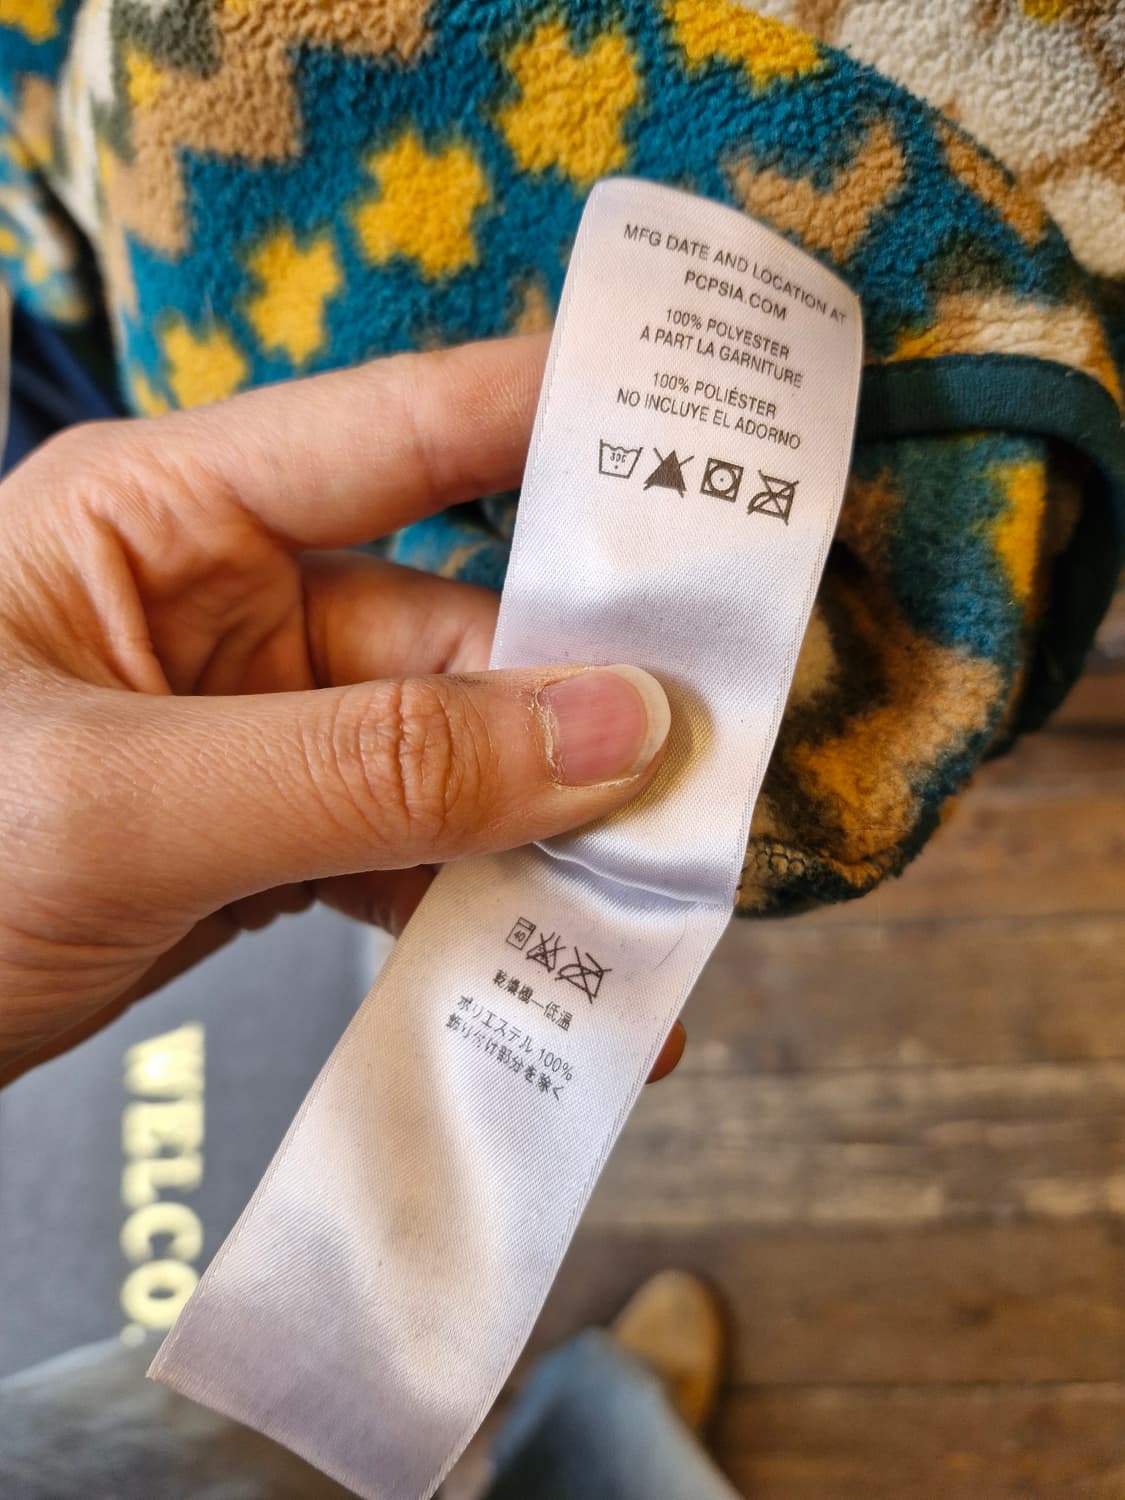 MFG DATE AND LOCATION AT
PCPSIA.COM
100% POLYESTER
À PART LA GARNITURE
100% POLIÉSTER
NO INCLUYE EL ADORNO
30C
40
乾燥機—低温
ポリエステル 100%
飾り/付け部分を除く
WELCO